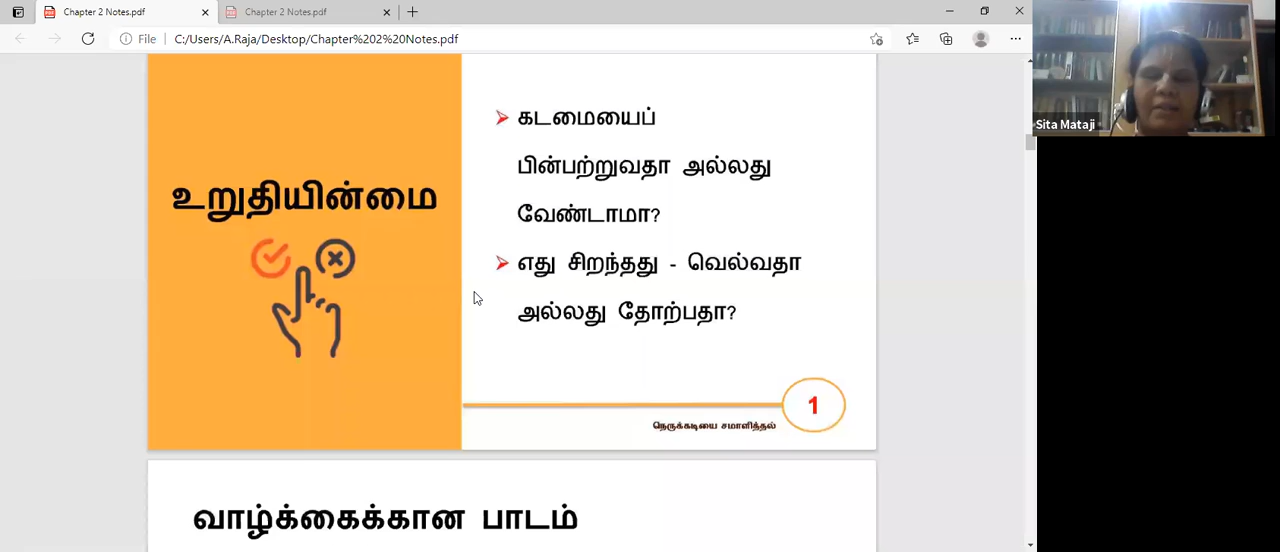 Chapter 2 Notes.pdf
Chapter 2 Notes.pdf
File
C:/Users/A.Raja/Desktop/Chapter%202%20Notes.pdf
Sita Mataji
உறுதியின்மை
கடமையைப்
பின்பற்றுவதா அல்லது
வேண்டாமா?
எது சிறந்தது - வெல்வதா
அல்லது தோற்பதா?
1
நெருக்கடியை சமாளித்தல்
வாழ்க்கைக்கான பாடம்